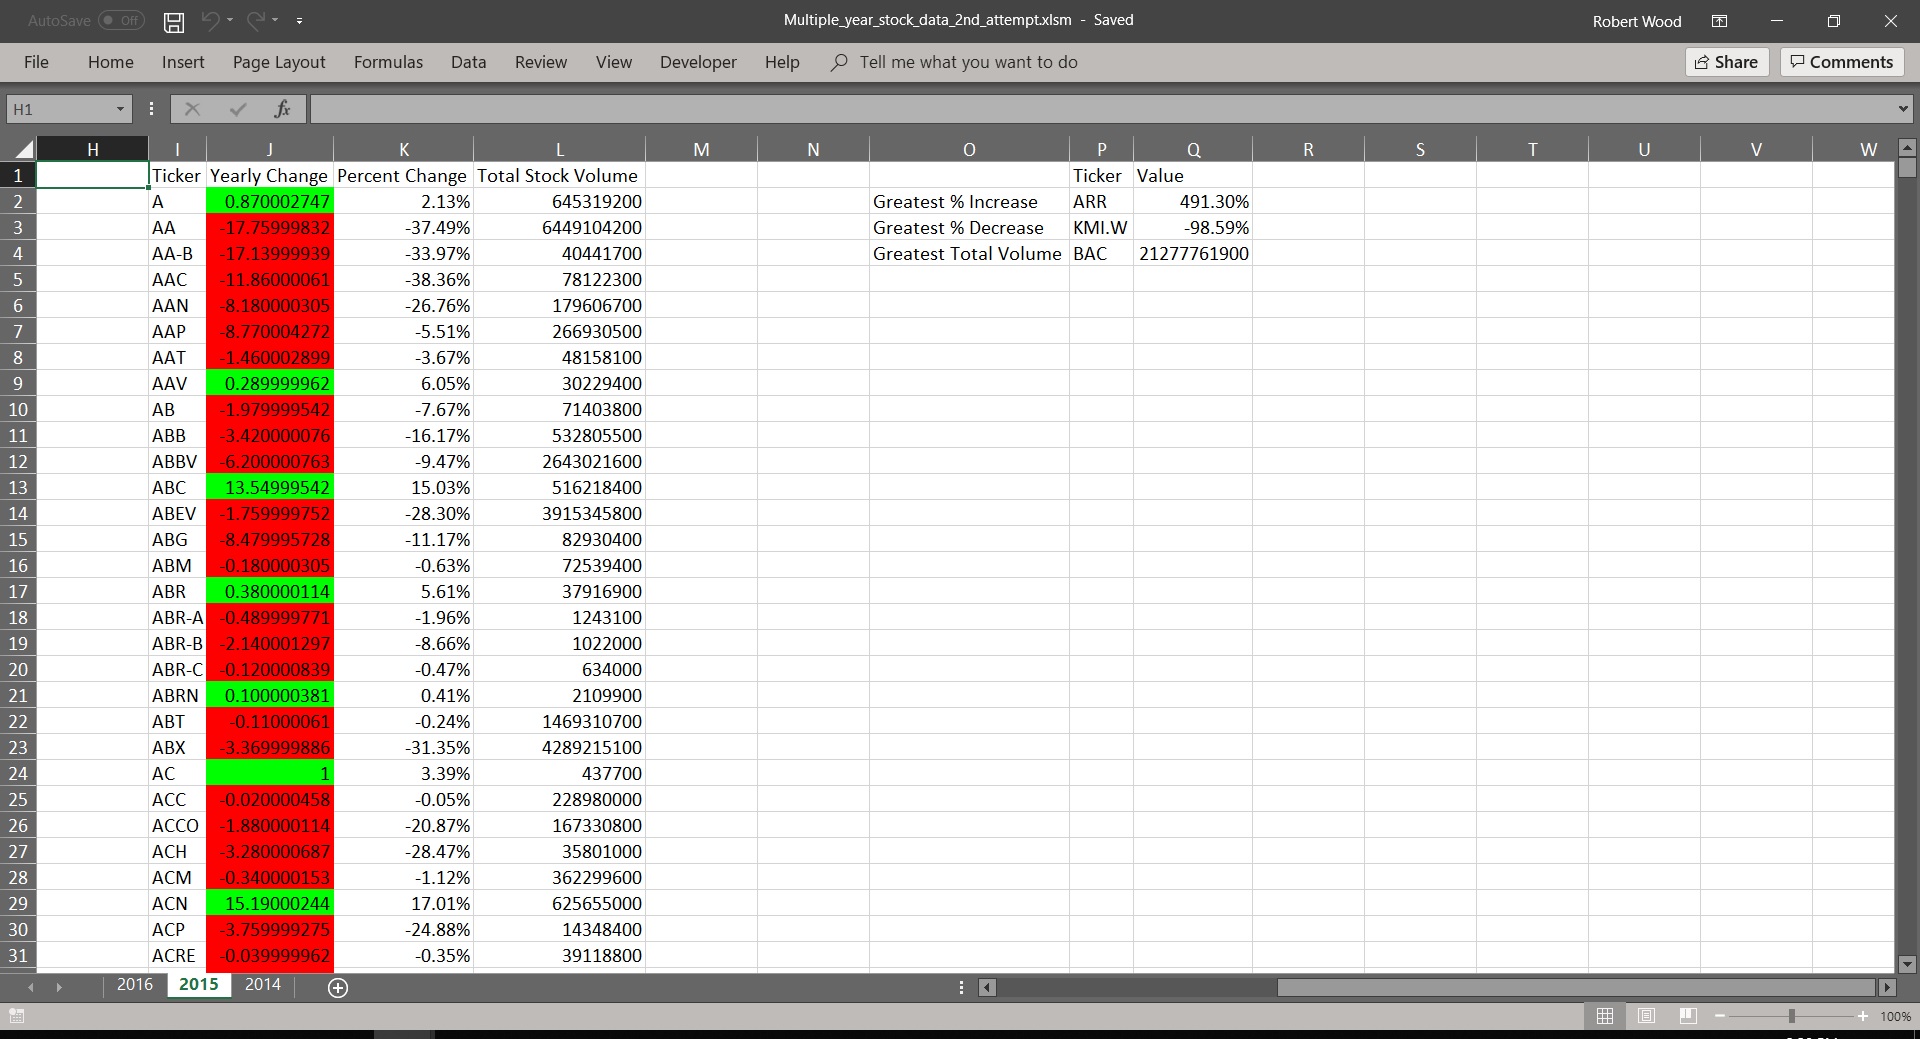 AutoSave Off Multiple_year_stock_data_2nd_attempt.xlsm - Saved Robert Wood
File Home Insert Page Layout Formulas Data Review View Developer Help Tell me what you want to do Share Comments
H1 fx
H I J K L M N O P Q R S T U V W
1 Ticker Yearly Change Percent Change Total Stock Volume Ticker Value
2 A 0.870002747 2.13% 645319200 Greatest % Increase ARR 491.30%
3 AA -17.75999832 -37.49% 6449104200 Greatest % Decrease KMI.W -98.59%
4 AA-B -17.13999939 -33.97% 40441700 Greatest Total Volume BAC 21277761900
5 AAC -11.86000061 -38.36% 78122300
6 AAN -8.180000305 -26.76% 179606700
7 AAP -8.770004272 -5.51% 266930500
8 AAT -1.460002899 -3.67% 48158100
9 AAV 0.289999962 6.05% 30229400
10 AB -1.979999542 -7.67% 71403800
11 ABB -3.420000076 -16.17% 532805500
12 ABBV -6.200000763 -9.47% 2643021600
13 ABC 13.54999542 15.03% 516218400
14 ABEV -1.759999752 -28.30% 3915345800
15 ABG -8.479995728 -11.17% 82930400
16 ABM -0.180000305 -0.63% 72539400
17 ABR 0.380000114 5.61% 37916900
18 ABR-A -0.489999771 -1.96% 1243100
19 ABR-B -2.140001297 -8.66% 1022000
20 ABR-C -0.120000839 -0.47% 634000
21 ABRN 0.100000381 0.41% 2109900
22 ABT -0.11000061 -0.24% 1469310700
23 ABX -3.369999886 -31.35% 4289215100
24 AC 1 3.39% 437700
25 ACC -0.020000458 -0.05% 228980000
26 ACCO -1.880000114 -20.87% 167330800
27 ACH -3.280000687 -28.47% 35801000
28 ACM -0.340000153 -1.12% 362299600
29 ACN 15.19000244 17.01% 625655000
30 ACP -3.759999275 -24.88% 14348400
31 ACRE -0.039999962 -0.35% 39118800
2016 2015 2014
100%